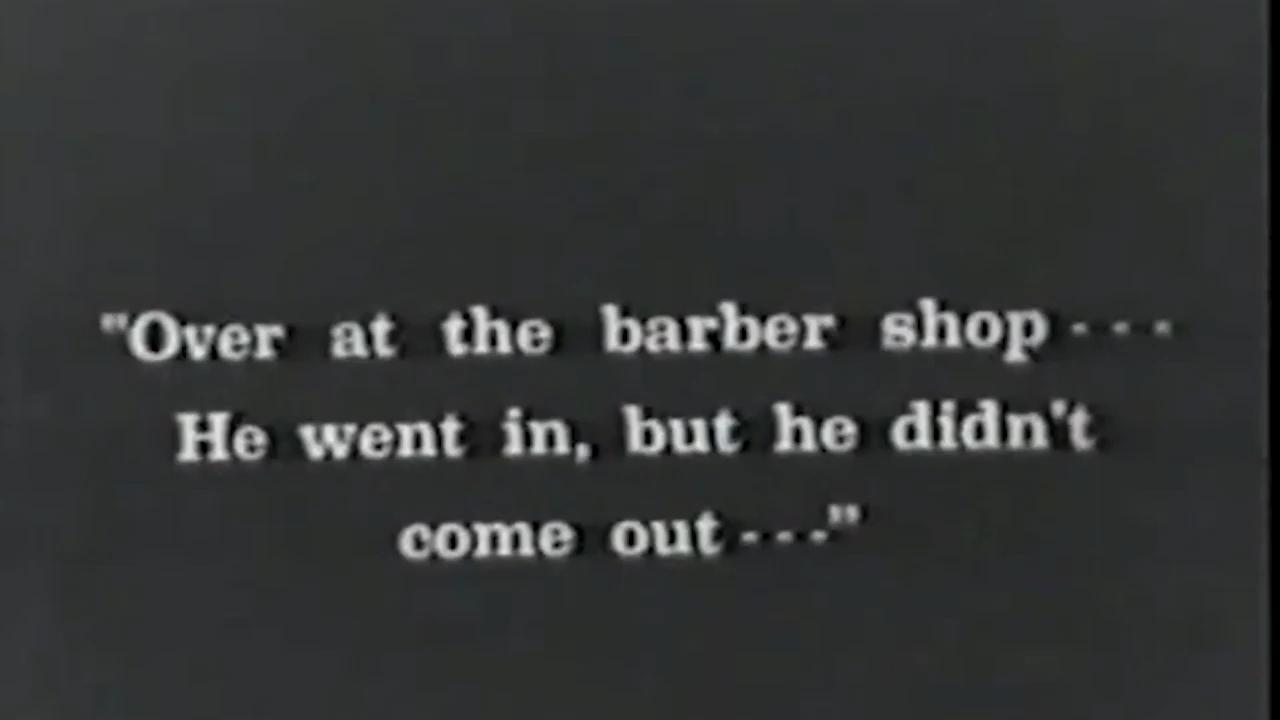 "Over at the barber shop - - -
He went in, but he didn't
come out - - -"